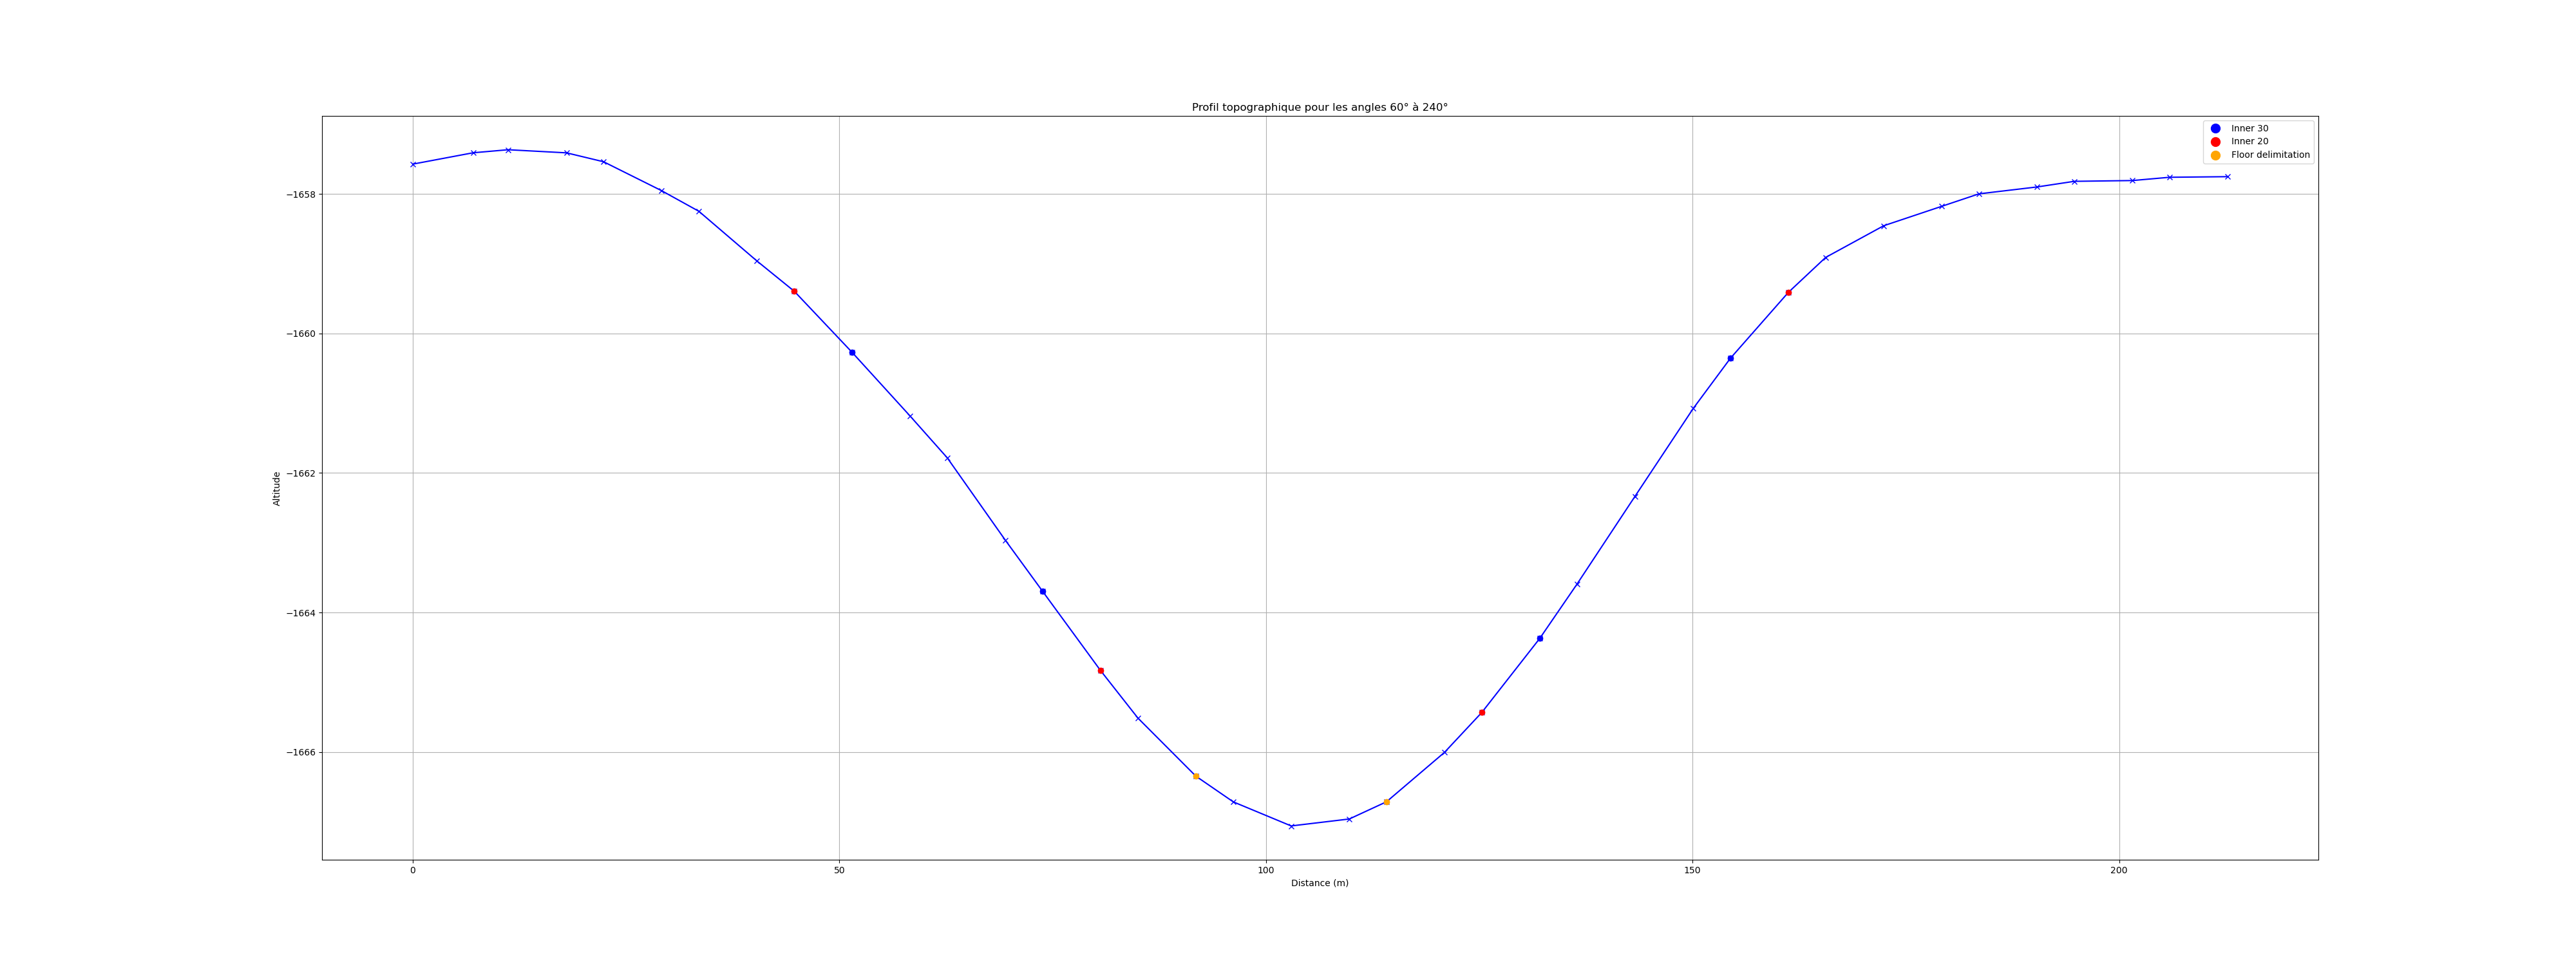 Profil topographique pour les angles 60° à 240°
Inner 30
Inner 20
Floor delimitation
−1658
−1660
−1662
−1664
−1666
Altitude
0
50
100
150
200
Distance (m)